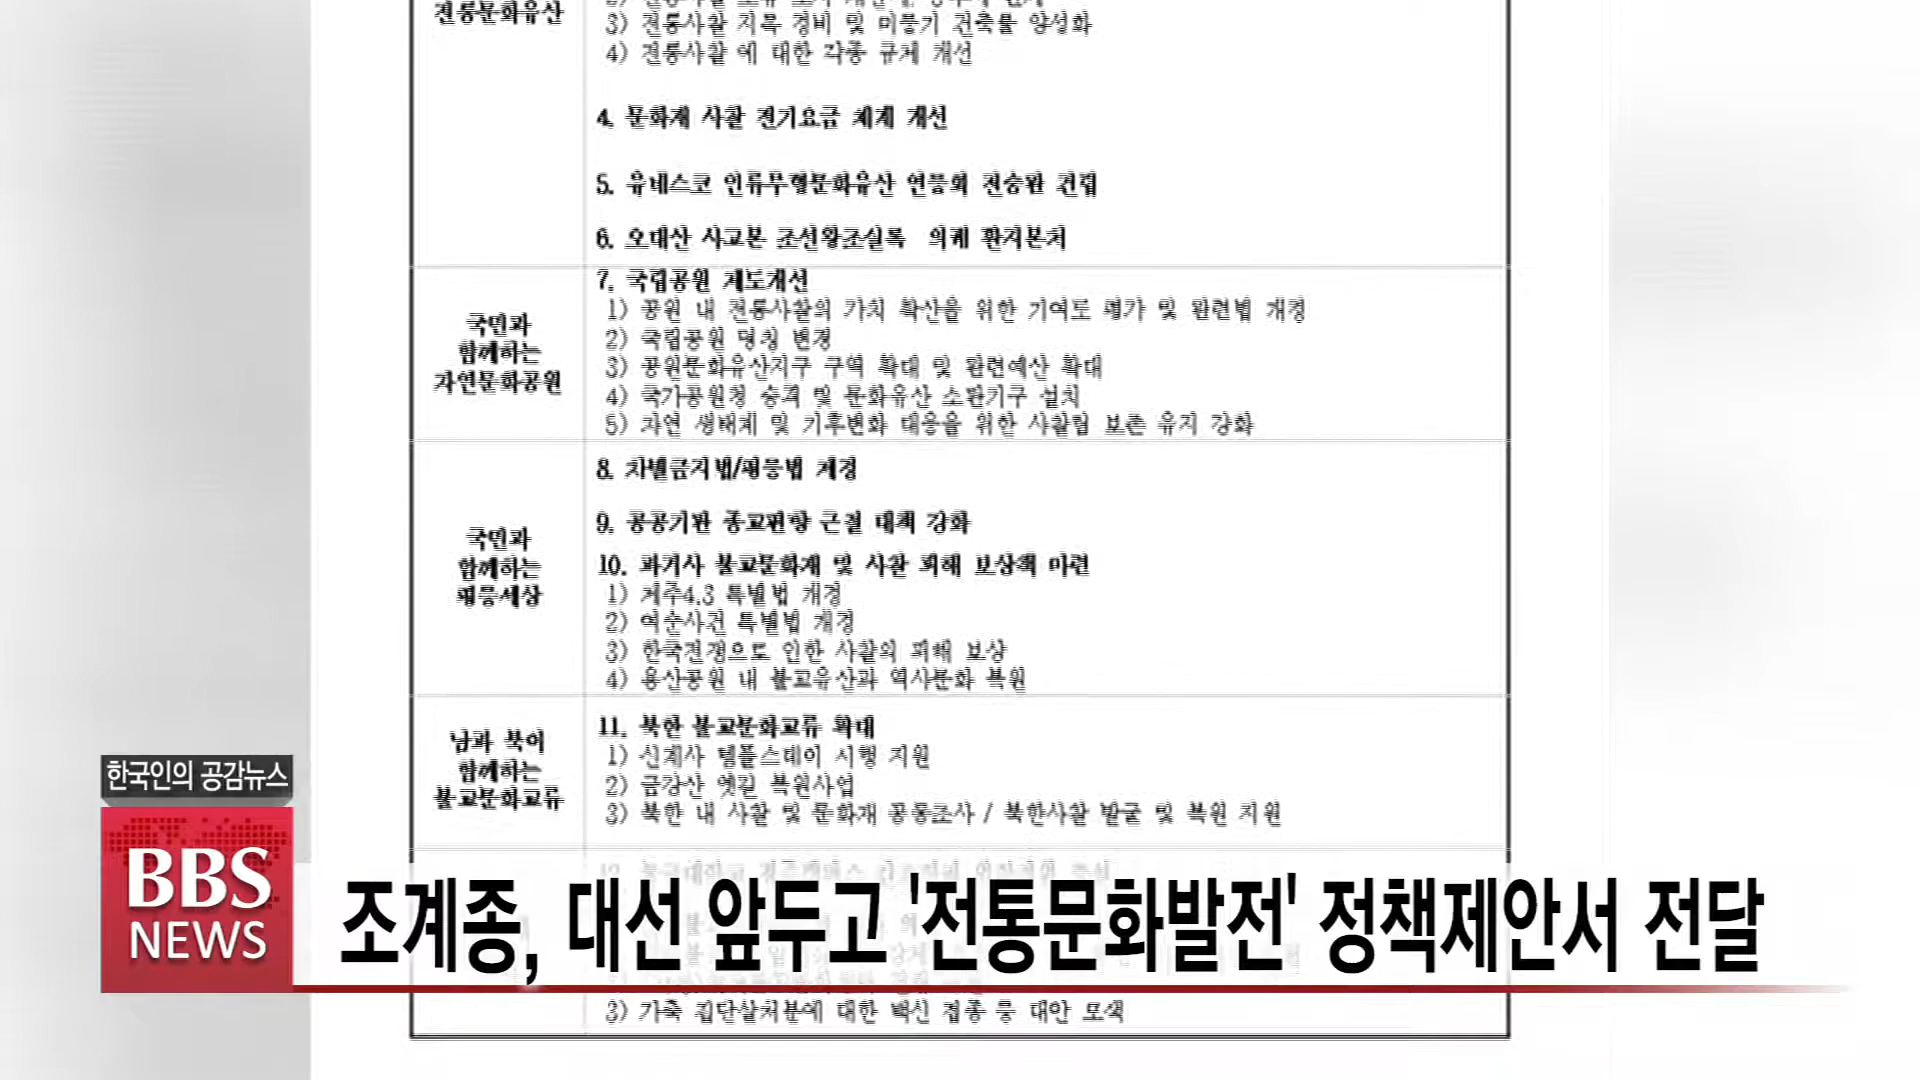 전통문화유산
3) 전통사찰 지목 경비 및 미등기 건축물 양성화
4) 전통사찰에 대한 각종 규제 개선
4. 문화재 사찰 전기요금 체계 개선
5. 유네스코 인류무형문화유산 연등회 전승관 건립
6. 오대산 사고본 조선왕조실록 의궤 환지본처
국민과
함께하는
자연문화공원
7. 국립공원 제도개선
1) 공원 내 전통사찰의 가치 확산을 위한 기여도 평가 및 관련법 개정
2) 국립공원 명칭 변경
3) 공원문화유산지구 구역 확대 및 관련예산 확대
4) 국가공원청 승격 및 문화유산 소관기구 설치
5) 자연 생태계 및 기후변화 대응을 위한 사찰림 보존 유지 강화
국민과
함께하는
평등세상
8. 차별금지법/평등법 제정
9. 공공기관 종교편향 근절 대책 강화
10. 과거사 불교문화재 및 사찰 피해 보상책 마련
1) 제주4.3 특별법 개정
2) 여순사건 특별법 개정
3) 한국전쟁으로 인한 사찰의 피해 보상
4) 용산공원 내 불교유산과 역사문화 복원
남과 북이
함께하는
불교문화교류
11. 북한 불교문화교류 확대
1) 신계사 템플스테이 시행 지원
2) 금강산 옛길 복원사업
3) 북한 내 사찰 및 문화재 공동조사 / 북한사찰 발굴 및 복원 지원
한국인의 공감뉴스
BBS
NEWS
조계종, 대선 앞두고 '전통문화발전' 정책제안서 전달
3) 가축 집단살처분에 대한 백신 접종 등 대안 모색